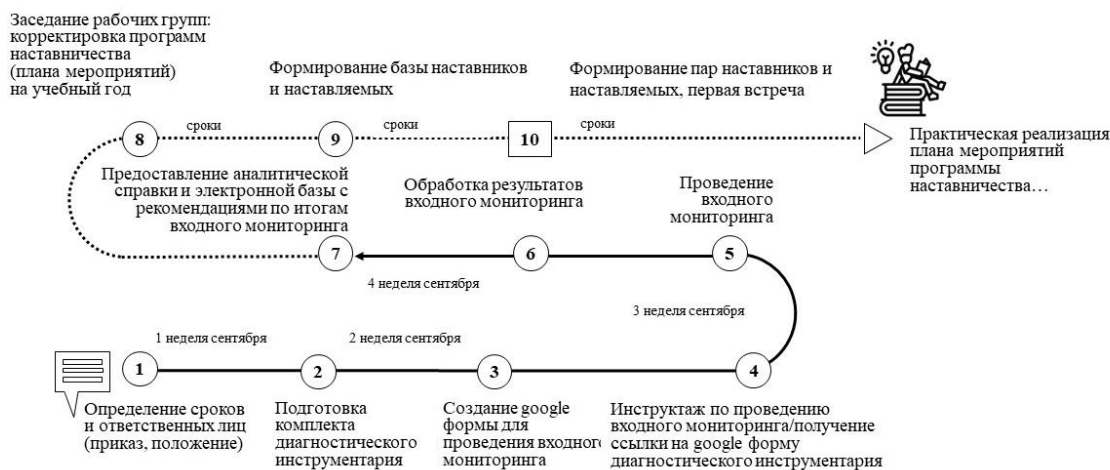 Заседание рабочих групп:
корректировка программ
наставничества
(плана мероприятий)
на учебный год
Формирование базы наставников
и наставляемых
Формирование пар наставников и
наставляемых, первая встреча
8
сроки
9
сроки
10
сроки
Практическая реализация
плана мероприятий
программы
наставничества…
Предоставление аналитической
справки и электронной базы с
рекомендациями по итогам
входного мониторинга
Обработка результатов
входного мониторинга
Проведение
входного
мониторинга
7
6
5
4 неделя сентября
3 неделя сентября
1 неделя сентября
2 неделя сентября
1
2
3
4
Определение сроков
и ответственных лиц
(приказ, положение)
Подготовка
комплекта
диагностического
инструментария
Создание google
формы для
проведения входного
мониторинга
Инструктаж по проведению
входного мониторинга/получение
ссылки на google форму
диагностического инструментария